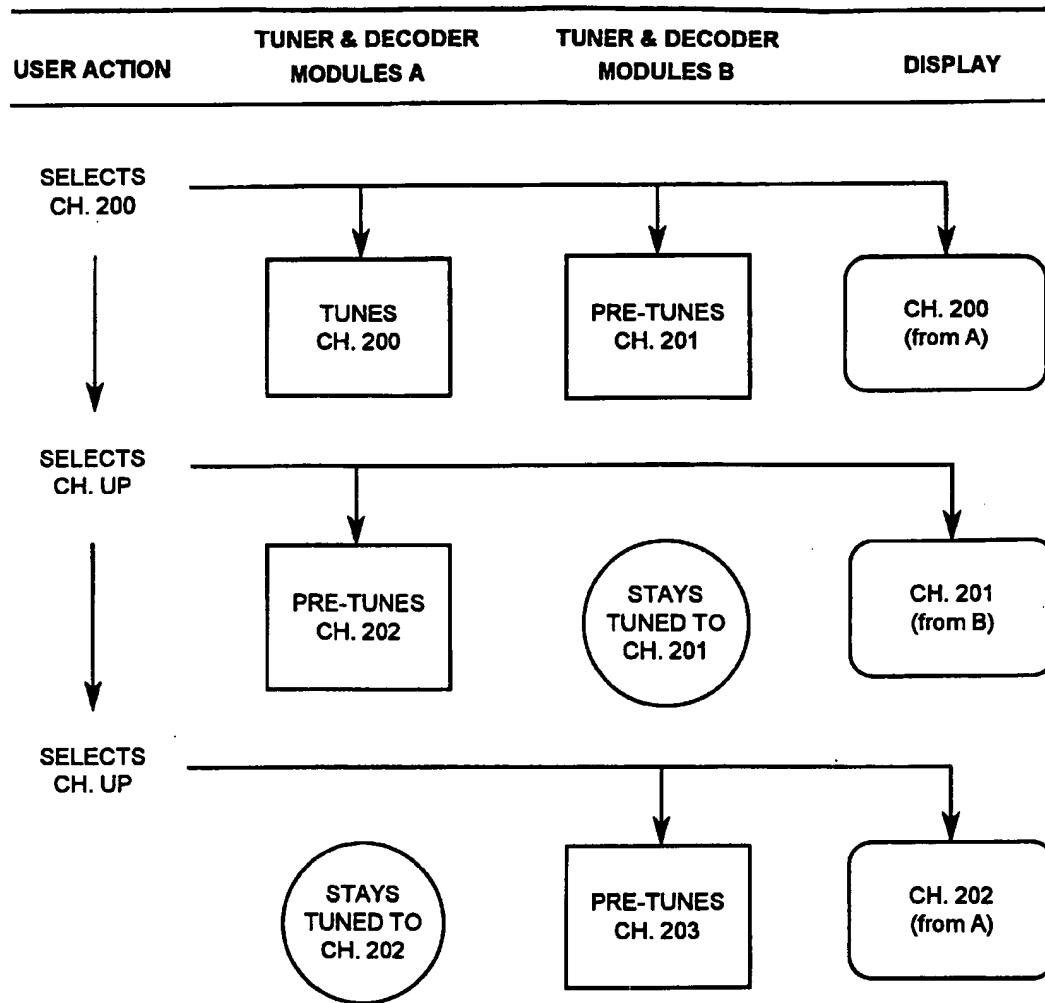 USER ACTION
TUNER & DECODER
MODULES A
TUNER & DECODER
MODULES B
DISPLAY
SELECTS
CH. 200
TUNES
CH. 200
PRE-TUNES
CH. 201
CH. 200
(from A)
SELECTS
CH. UP
PRE-TUNES
CH. 202
STAYS
TUNED TO
CH. 201
CH. 201
(from B)
SELECTS
CH. UP
STAYS
TUNED TO
CH. 202
PRE-TUNES
CH. 203
CH. 202
(from A)